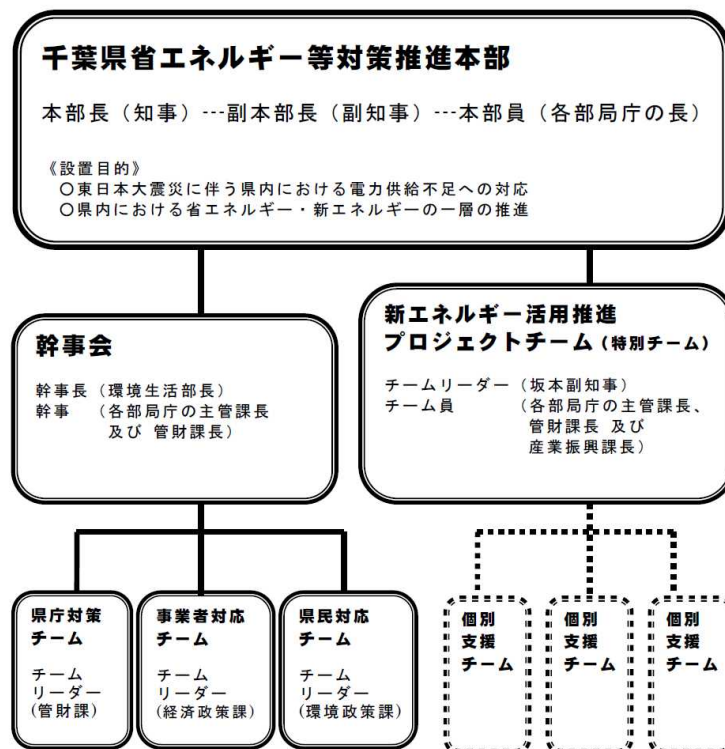 千葉県省エネルギー等対策推進本部
本部長（知事）---副本部長（副知事）---本部員（各部局庁の長）
《設置目的》
○東日本大震災に伴う県内における電力供給不足への対応
○県内における省エネルギー・新エネルギーの一層の推進
幹事会
幹事長（環境生活部長）
幹事　（各部局庁の主管課長
及び 管財課長）
新エネルギー活用推進
プロジェクトチーム（特別チーム）
チームリーダー（坂本副知事）
チーム員　　　（各部局庁の主管課長、
管財課長 及び
産業振興課長）
県庁対策
チーム
チーム
リーダー
(管財課)
事業者対応
チーム
チーム
リーダー
(経済政策課)
県民対応
チーム
チーム
リーダー
(環境政策課)
個別
支援
チーム
個別
支援
チーム
個別
支援
チーム